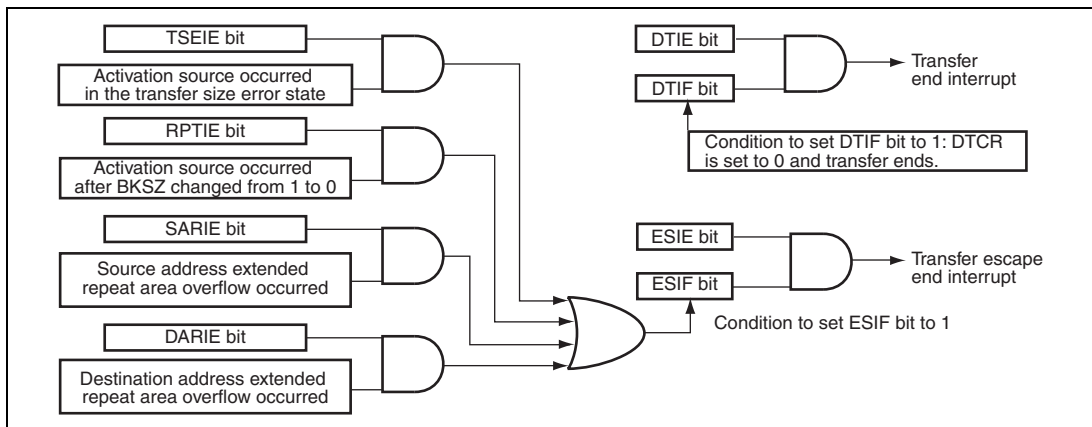 TSEIE bit
Activation source occurred
in the transfer size error state
RPTIE bit
Activation source occurred
after BKSZ changed from 1 to 0
SARIE bit
Source address extended
repeat area overflow occurred
DARIE bit
Destination address extended
repeat area overflow occurred
DTIE bit
DTIF bit
Transfer
end interrupt
Condition to set DTIF bit to 1: DTCR
is set to 0 and transfer ends.
ESIE bit
ESIF bit
Transfer escape
end interrupt
Condition to set ESIF bit to 1